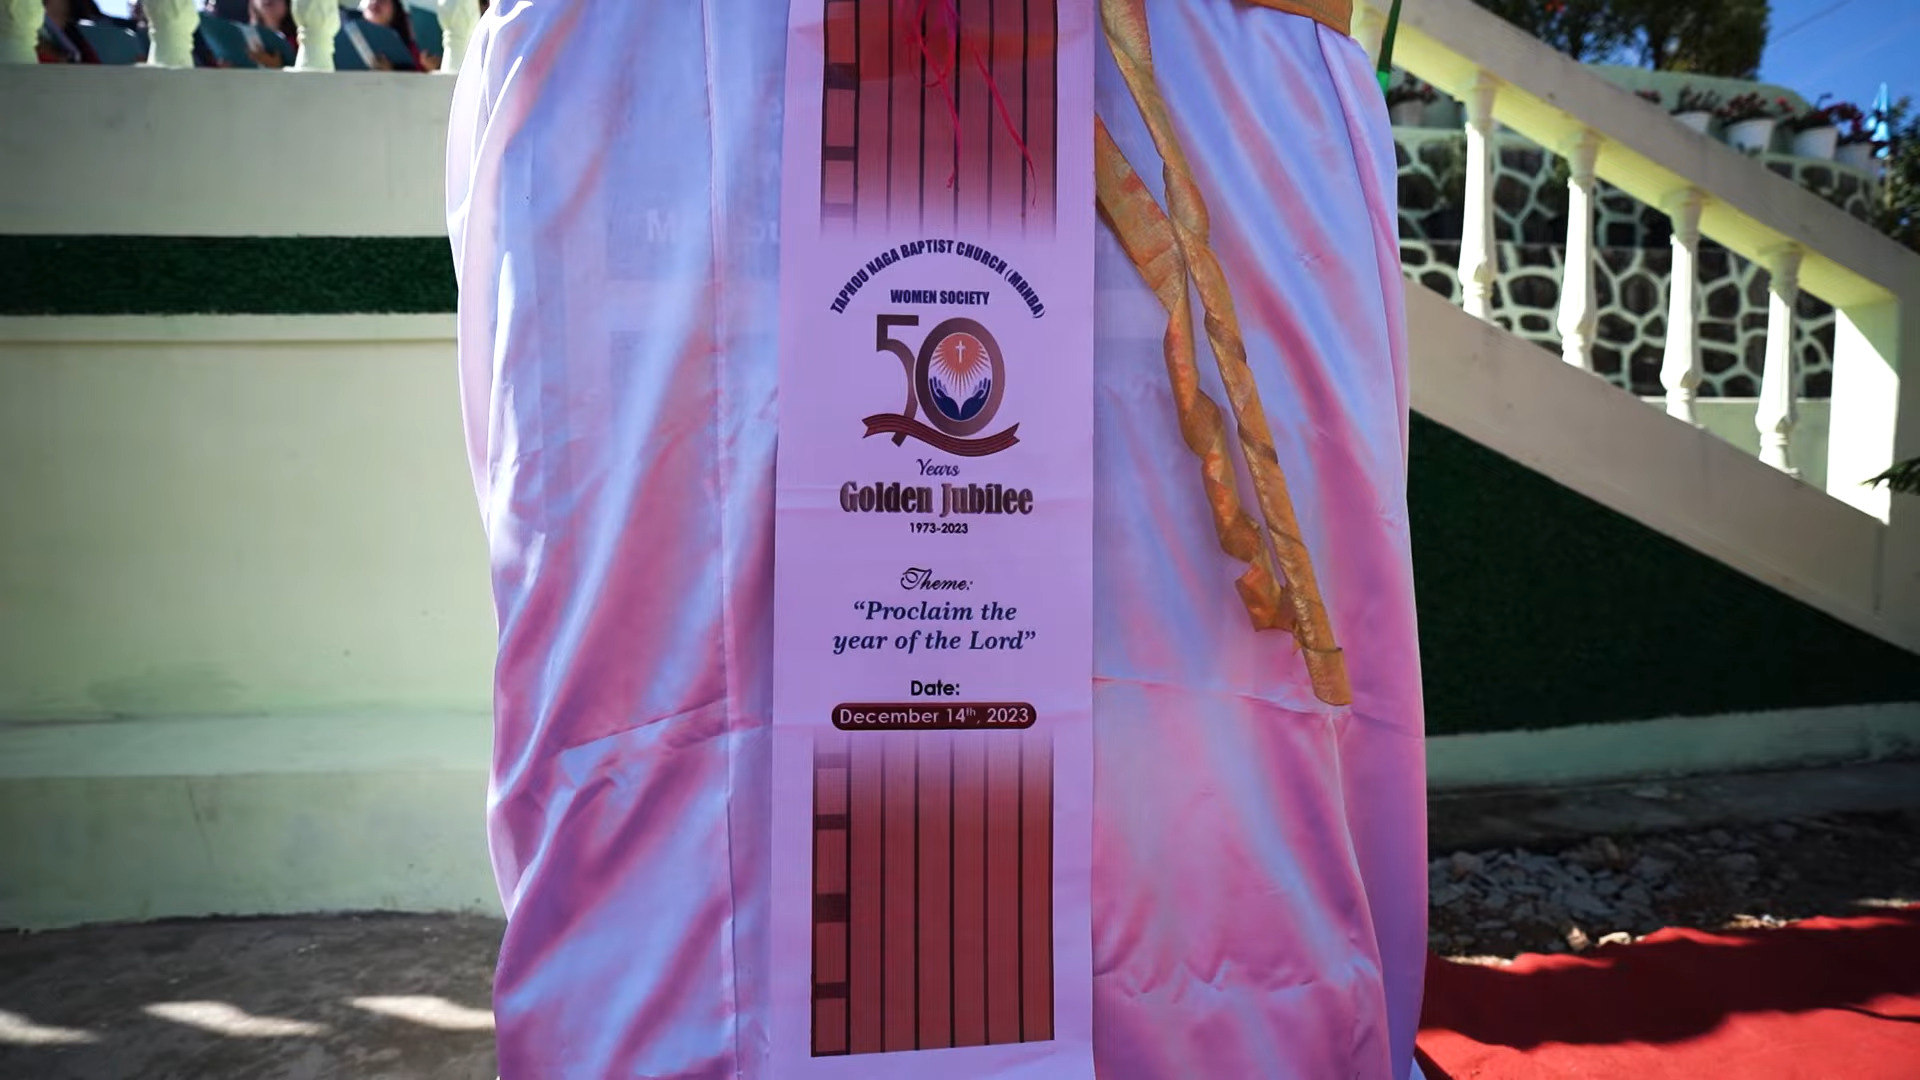 TAPHOU NAGA BAPTIST CHURCH (MRNBA)
WOMEN SOCIETY
50
Years
Golden Jubilee
1973-2023
Theme:
“Proclaim the
year of the Lord”
Date:
December 14th, 2023